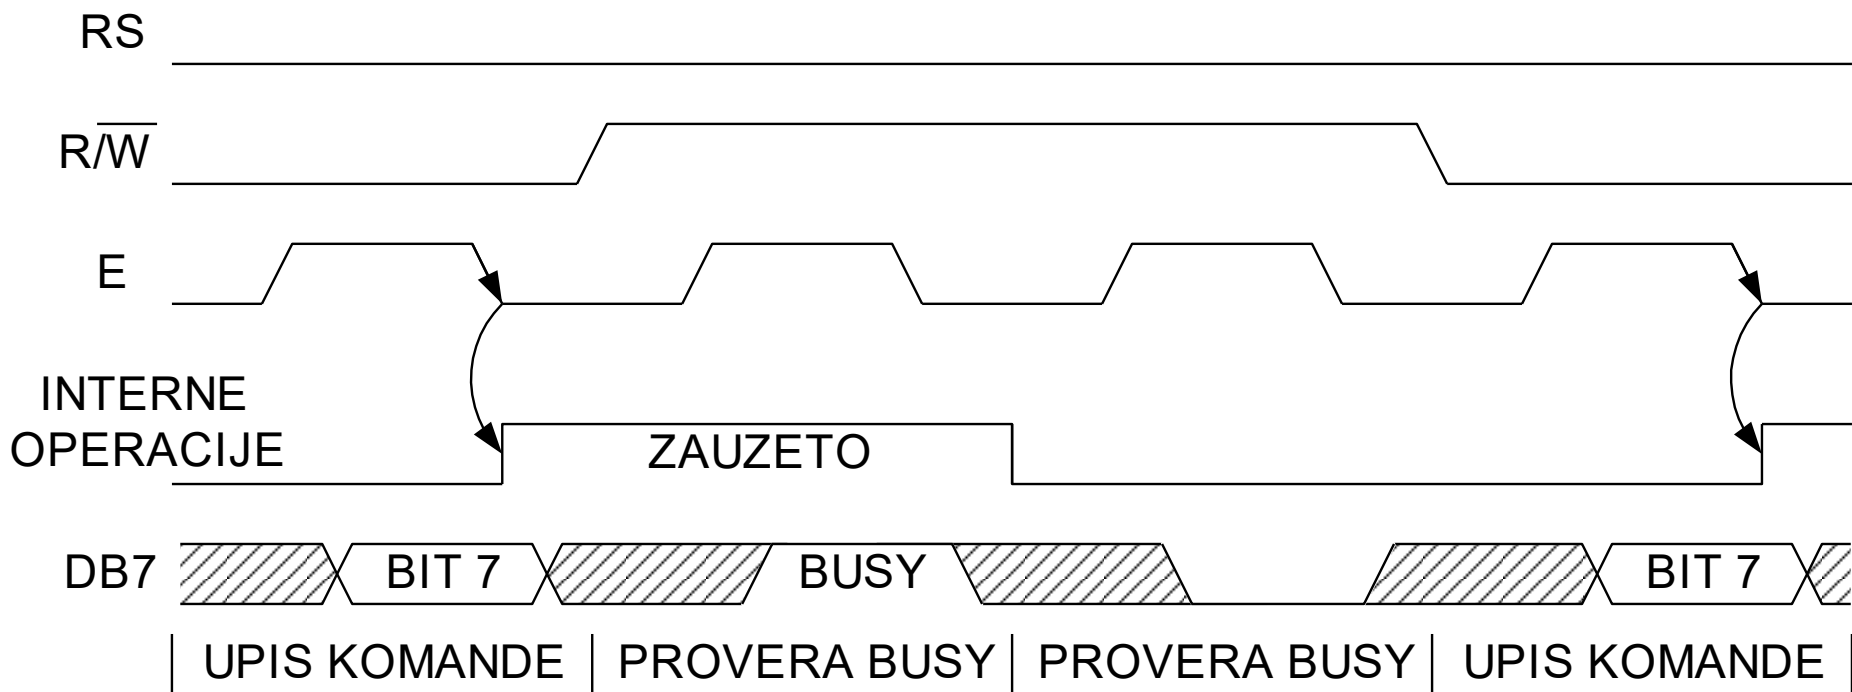 RS
R/W̅
E
INTERNE
OPERACIJE
ZAUZETO
DB7
BIT 7
BUSY
BIT 7
UPIS KOMANDE
PROVERA BUSY
PROVERA BUSY
UPIS KOMANDE